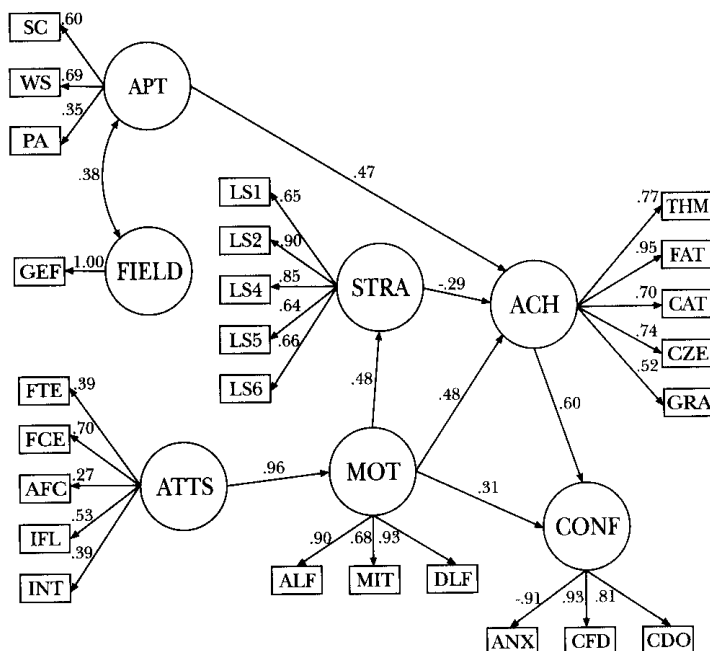 SC
.60
WS
.69
APT
PA
.35
.38
.47
GEF
1.00
FIELD
LS1
.65
LS2
.90
LS4
.85
LS5
.64
LS6
.66
STRA
-.29
ACH
.77
THM
.95
FAT
.70
CAT
.74
CZE
.52
GRA
.48
.48
.60
FTE
.39
FCE
.70
AFC
.27
IFL
.53
INT
.39
ATTS
.96
MOT
.31
CONF
.90
.68
.93
ALF
MIT
DLF
-.91
.93
.81
ANX
CFD
CDO